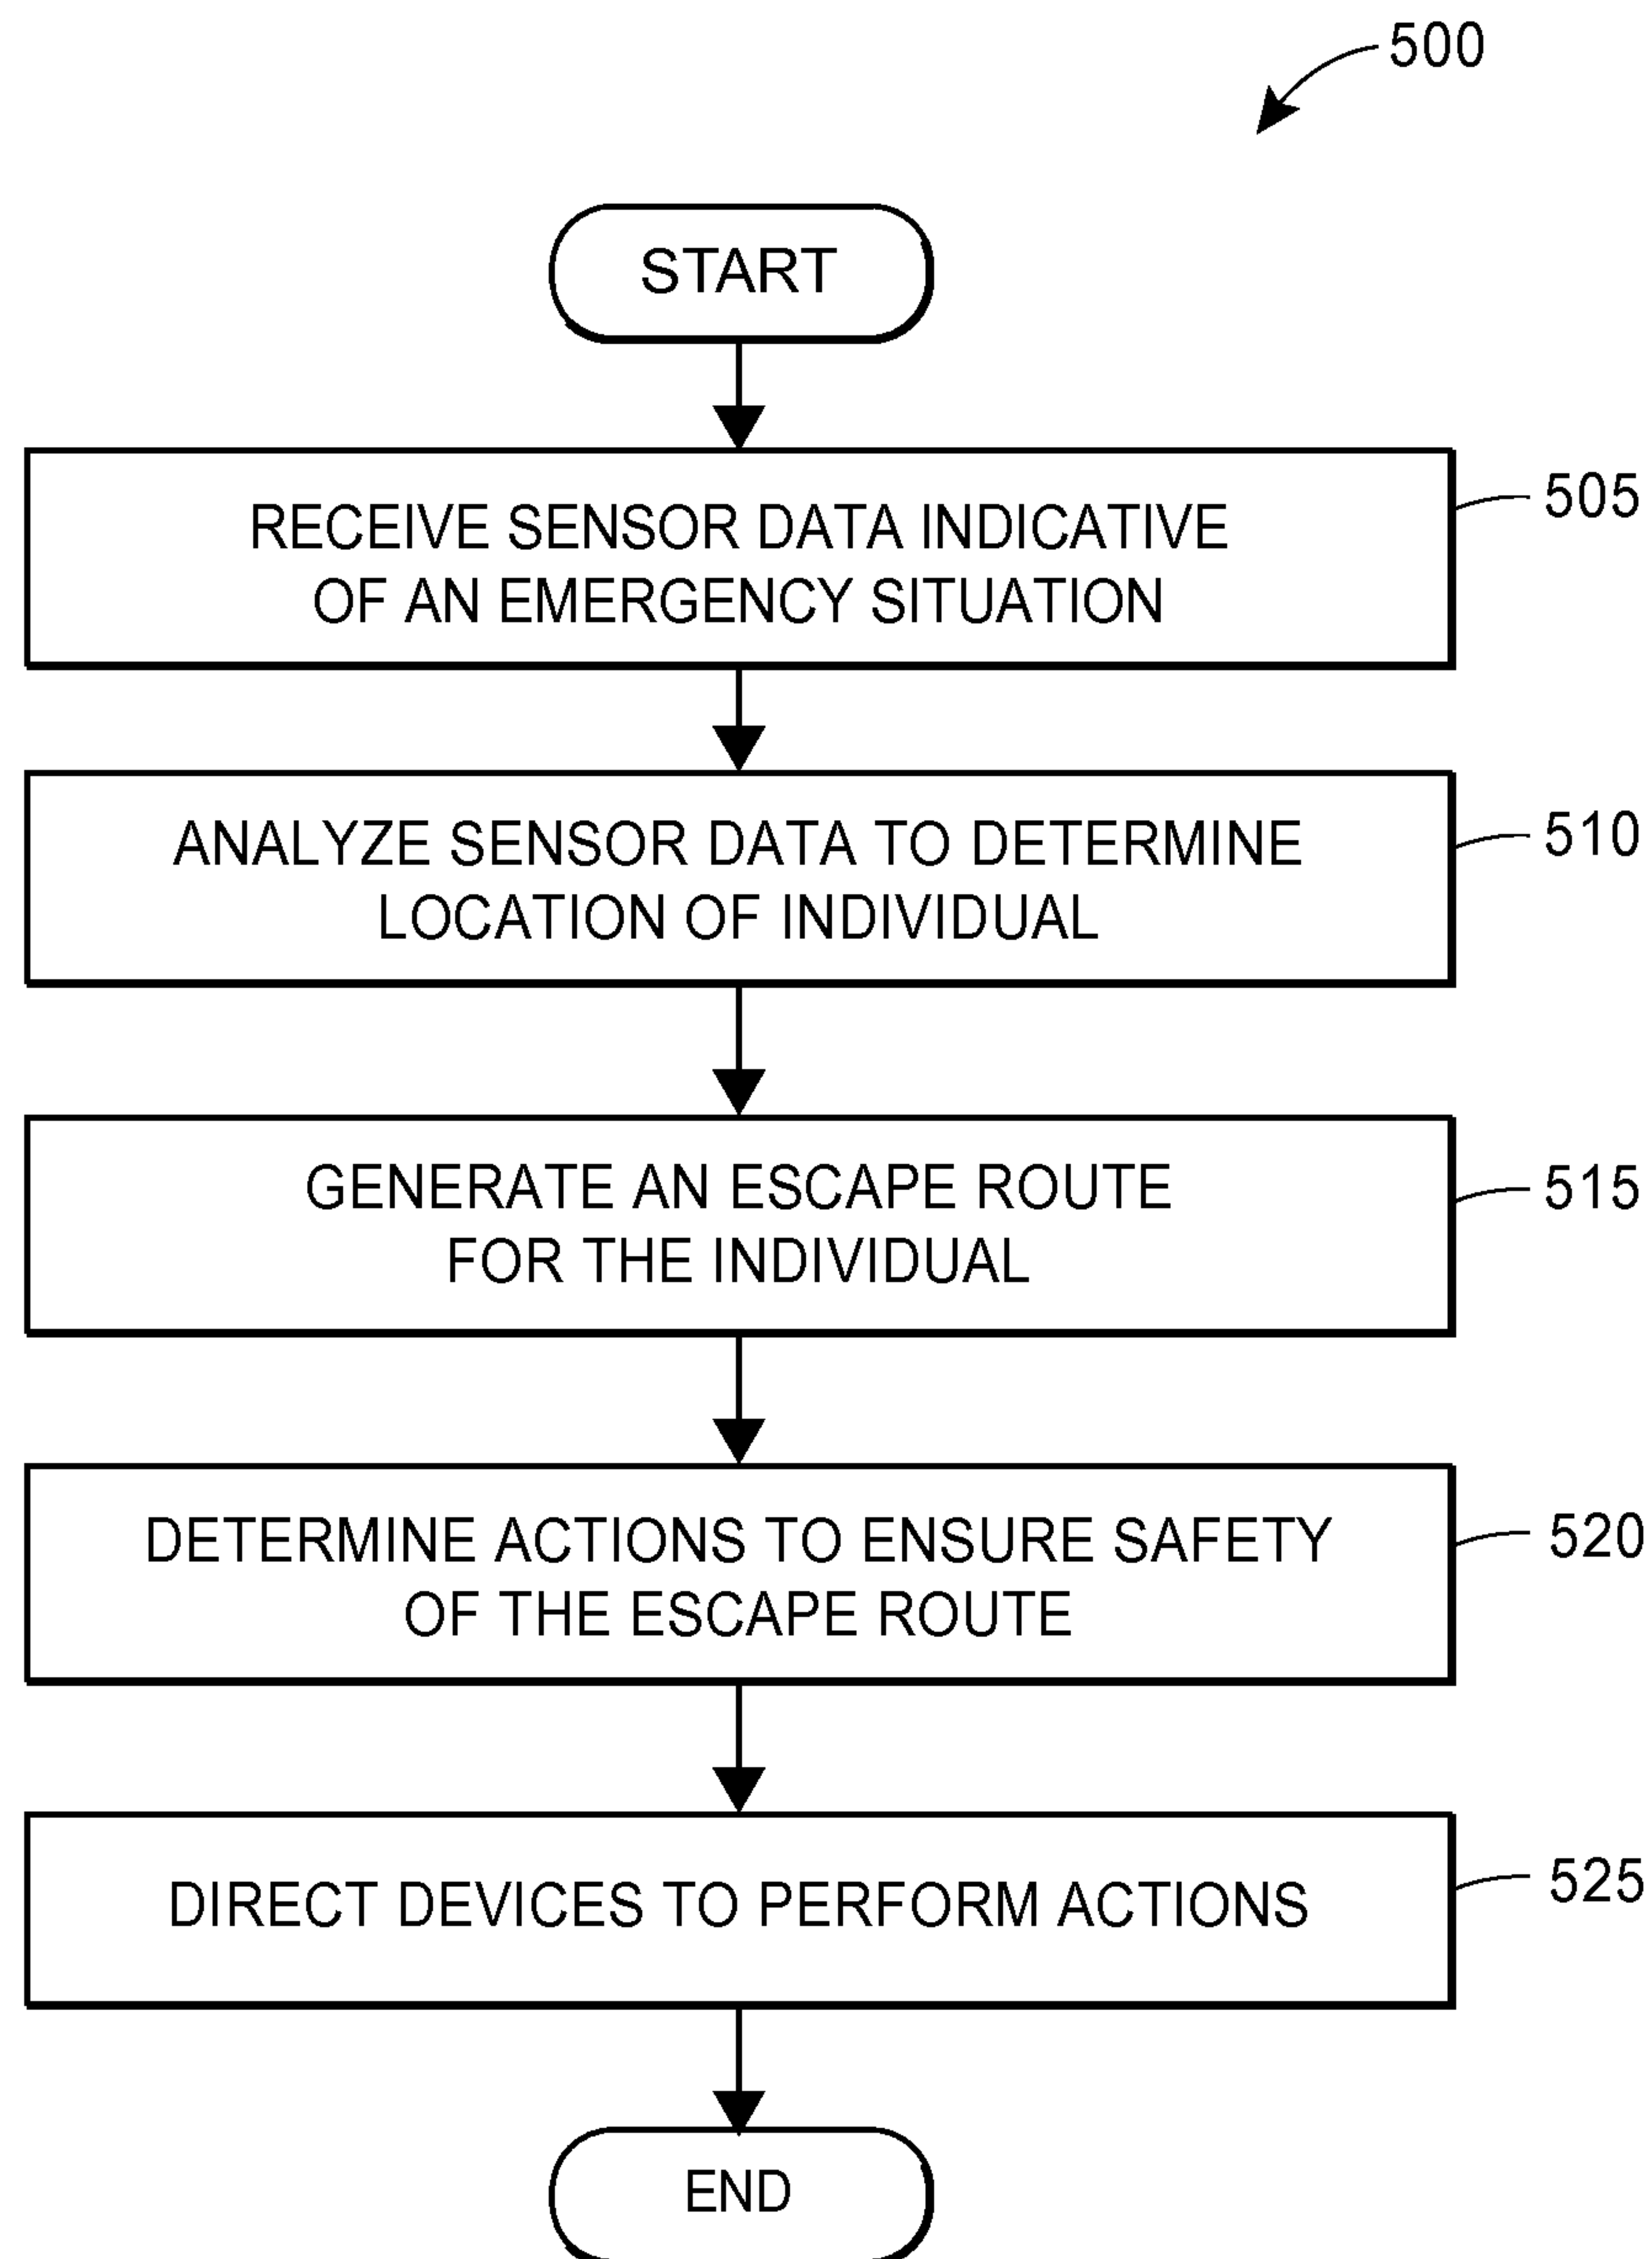 500
START
RECEIVE SENSOR DATA INDICATIVE
OF AN EMERGENCY SITUATION
505
ANALYZE SENSOR DATA TO DETERMINE
LOCATION OF INDIVIDUAL
510
GENERATE AN ESCAPE ROUTE
FOR THE INDIVIDUAL
515
DETERMINE ACTIONS TO ENSURE SAFETY
OF THE ESCAPE ROUTE
520
DIRECT DEVICES TO PERFORM ACTIONS
525
END